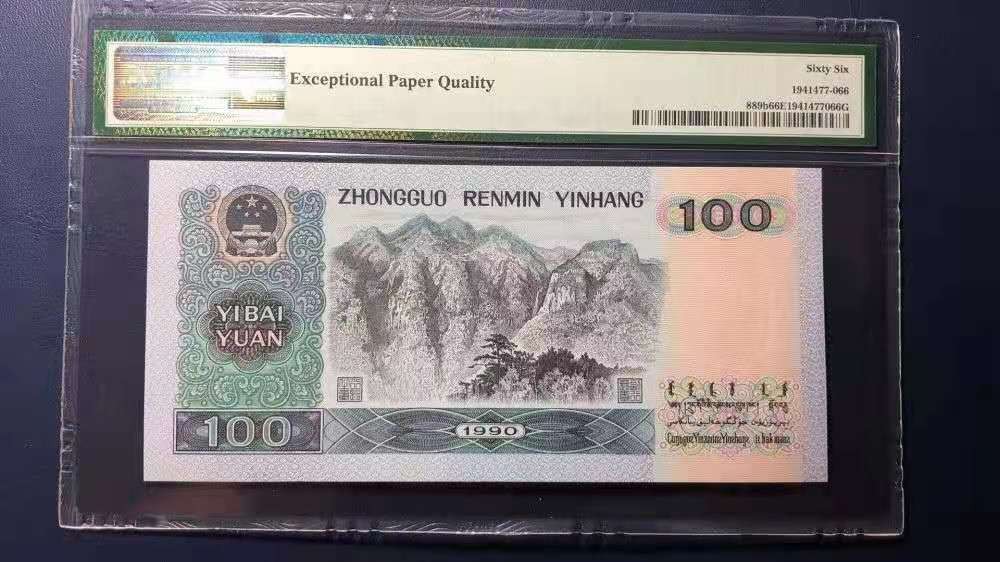 Exceptional Paper Quality
Sixty Six
1941477-066
889b66E1941477066G
ZHONGGUO RENMIN YINHANG
100
YIBAI
YUAN
100
1990